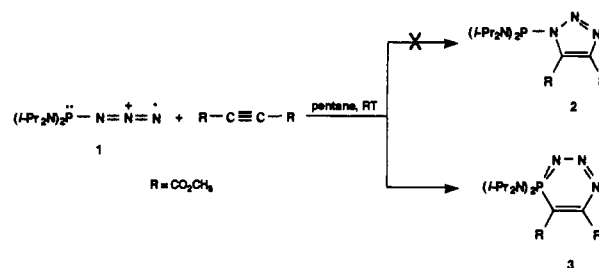 (i-Pr2N)2P — N N N
R R
2
(i-Pr2N)2P̈ — N=N⁺=N⁻ + R—C≡C—R pentane, RT
1
R = CO2CH3
N—N
(i-Pr2N)2P N
R R
3